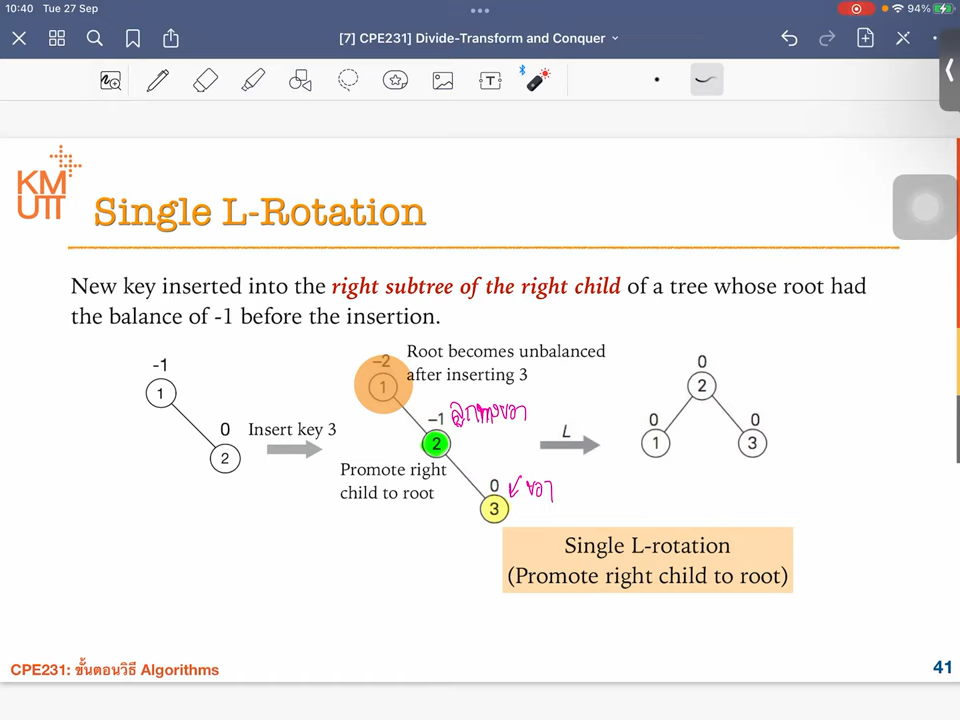 10:40 Tue 27 Sep
94%
[7] CPE231] Divide-Transform and Conquer
T
KM
UTT
Single L-Rotation
New key inserted into the right subtree of the right child of a tree whose root had
the balance of -1 before the insertion.
-1
1
0
2
Insert key 3
-2
1
Root becomes unbalanced
after inserting 3
-1 ลูกทางขวา
2
Promote right
child to root
0 ขวา
3
L
0
2
0
1
0
3
Single L-rotation
(Promote right child to root)
CPE231: ขั้นตอนวิธี Algorithms
41